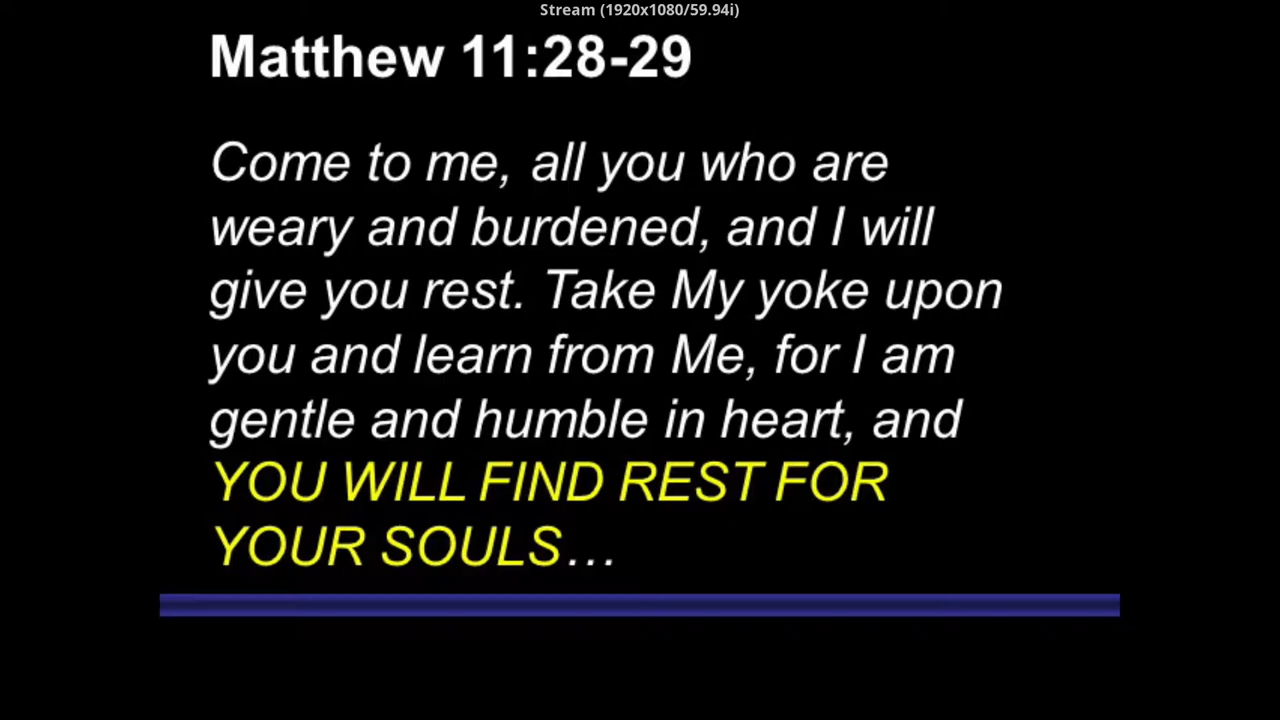 Stream (1920x1080/59.94i)
Matthew 11:28-29
Come to me, all you who are
weary and burdened, and I will
give you rest. Take My yoke upon
you and learn from Me, for I am
gentle and humble in heart, and
YOU WILL FIND REST FOR
YOUR SOULS…